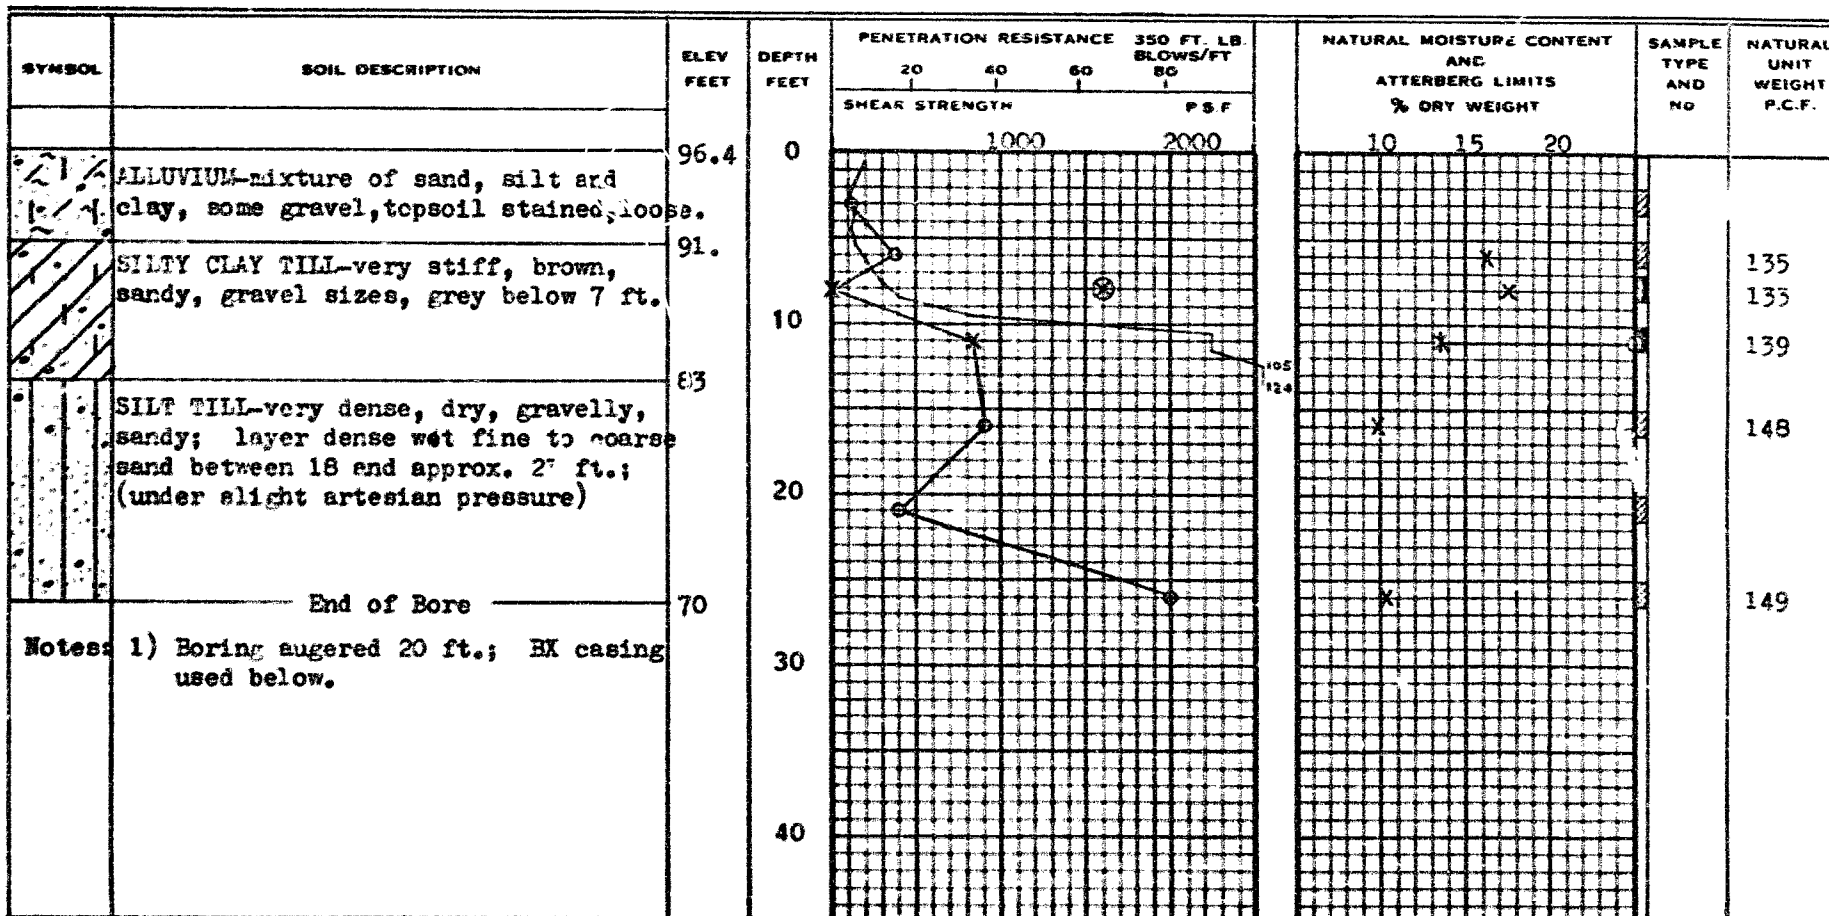 SYMBOL
SOIL DESCRIPTION
ELEV FEET
DEPTH FEET
PENETRATION RESISTANCE 350 FT. LB.
BLOWS/FT
20 40 60 80
SHEAR STRENGTH P.S.F
1000 2000
NATURAL MOISTURE CONTENT
AND
ATTERBERG LIMITS
% DRY WEIGHT
10 15 20
SAMPLE
TYPE
AND
NO
NATURAL
UNIT
WEIGHT
P.C.F.
96.4
0
ALLUVIUM-mixture of sand, silt and
clay, some gravel,topsoil stained,loose.
91.
SILTY CLAY TILL-very stiff, brown,
sandy, gravel sizes, grey below 7 ft.
135
10
139
105
124
83
SILT TILL-very dense, dry, gravelly,
sandy; layer dense wet fine to coarse
sand between 18 and approx. ft.;
(under slight artesian pressure)
148
20
End of Bore
70
149
Notes: 1) Boring augered 20 ft.; BX casing
used below.
30
40